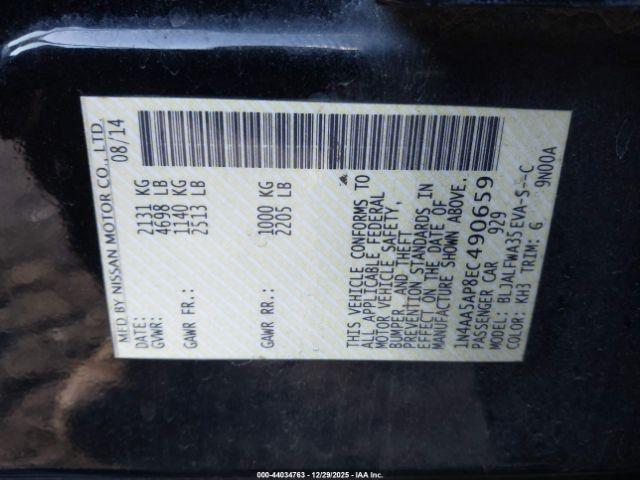 MFD. BY NISSAN MOTOR CO., LTD.
DATE: 08/14
GVWR: 2131 KG
4698 LB
GAWR FR.: 1140 KG
2513 LB
GAWR RR.: 1000 KG
2205 LB
THIS VEHICLE CONFORMS TO
ALL APPLICABLE FEDERAL
MOTOR VEHICLE SAFETY,
BUMPER, AND THEFT
PREVENTION STANDARDS IN
EFFECT ON THE DATE OF
MANUFACTURE SHOWN ABOVE.
1N4AA5AP8EC490659
PASSENGER CAR 929
MODEL: BLJALFWA35EVA-S---C
COLOR: KH3 TRIM: G 9N00A
000-44034763 - 12/29/2025 - IAA Inc.